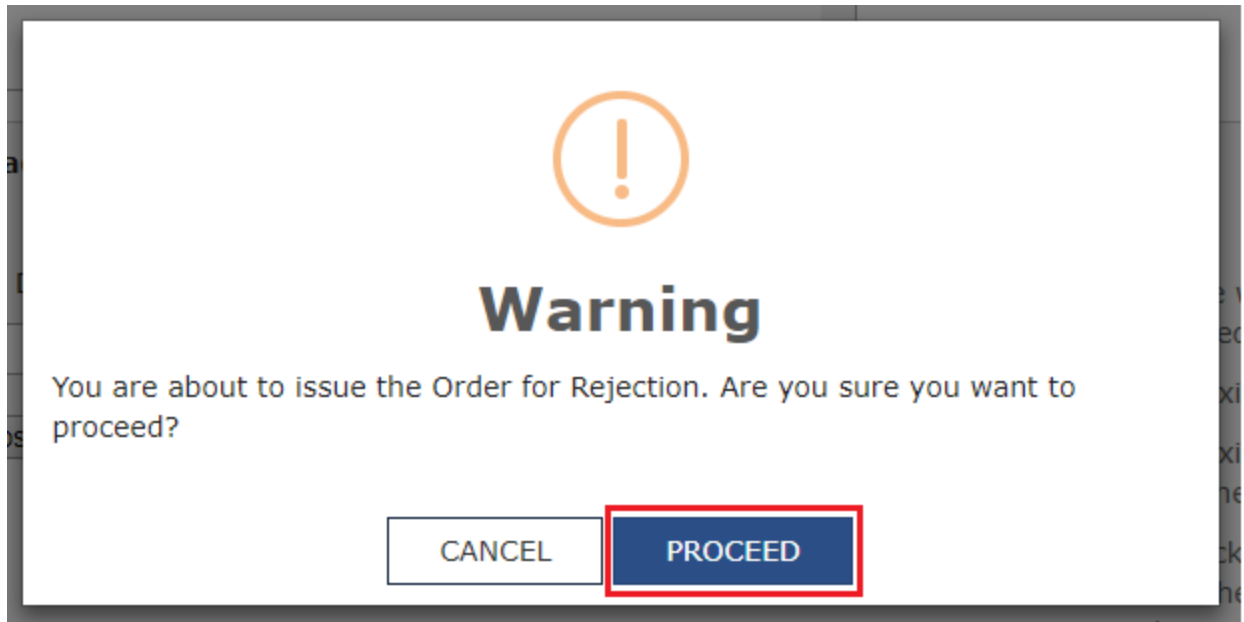 Warning
You are about to issue the Order for Rejection. Are you sure you want to
proceed?
CANCEL
PROCEED